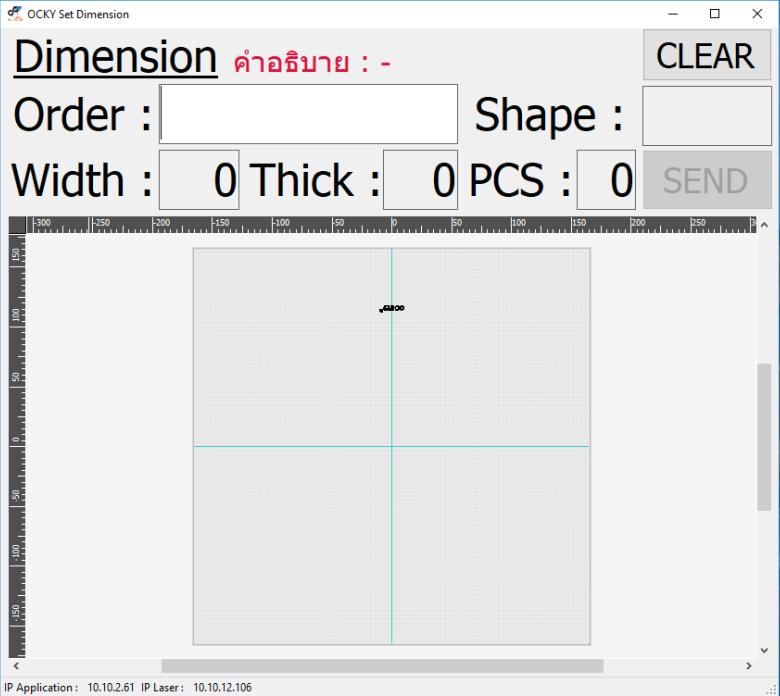 OCKY Set Dimension
Dimension คำอธิบาย : - CLEAR
Order : Shape :
Width : 0 Thick : 0 PCS : 0 SEND
-300 -250 -200 -150 -100 -50 0 50 100 150 200 250
150
100
50
0
-50
-100
-150
IP Application : 10.10.2.61 IP Laser : 10.10.12.106